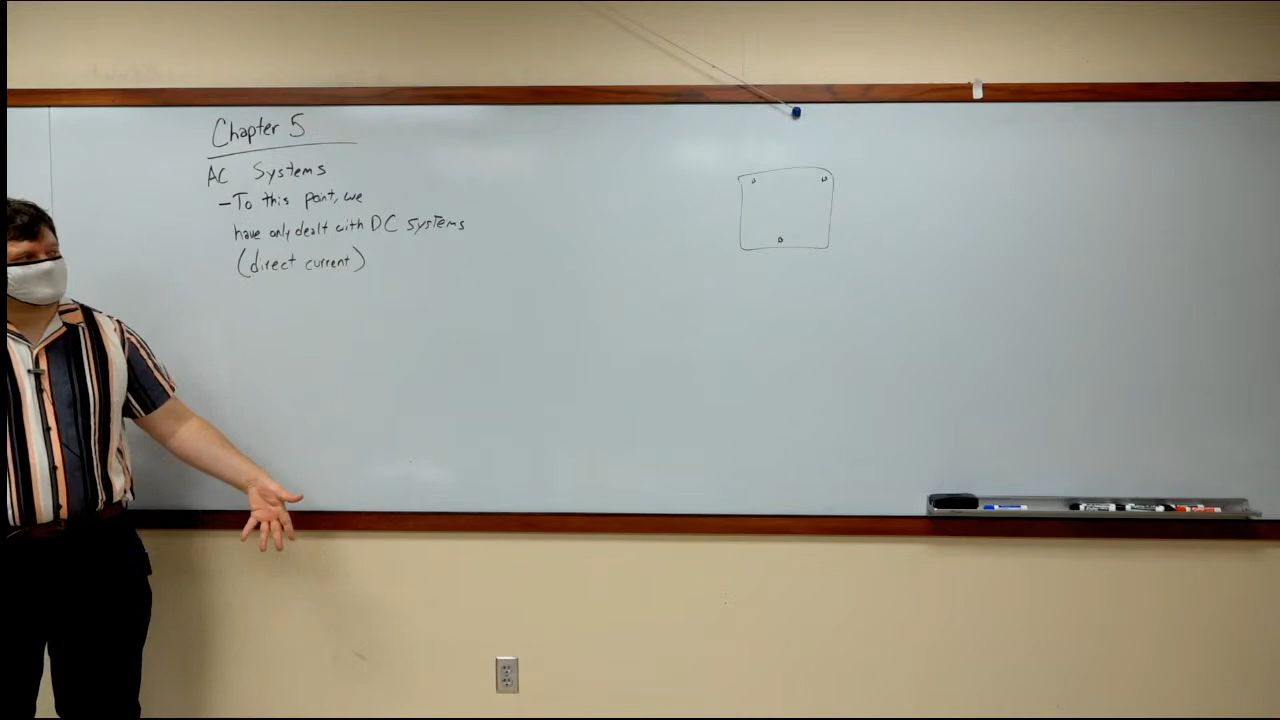 Chapter 5
AC Systems
- To this point, we
have only dealt with DC systems
(direct current)